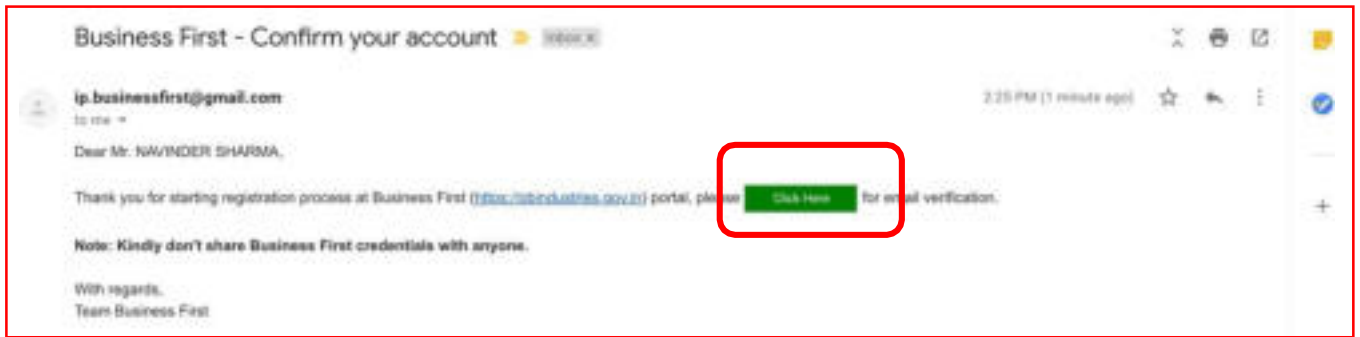 Business First - Confirm your account Inbox x
ip.businessfirst@gmail.com 2:25 PM (1 minute ago)
to me
Dear Mr. NAVINDER SHARMA,
Thank you for starting registration process at Business First (https://pbindustries.gov.in) portal, please Click Here for email verification.
Note: Kindly don't share Business First credentials with anyone.
With regards,
Team Business First